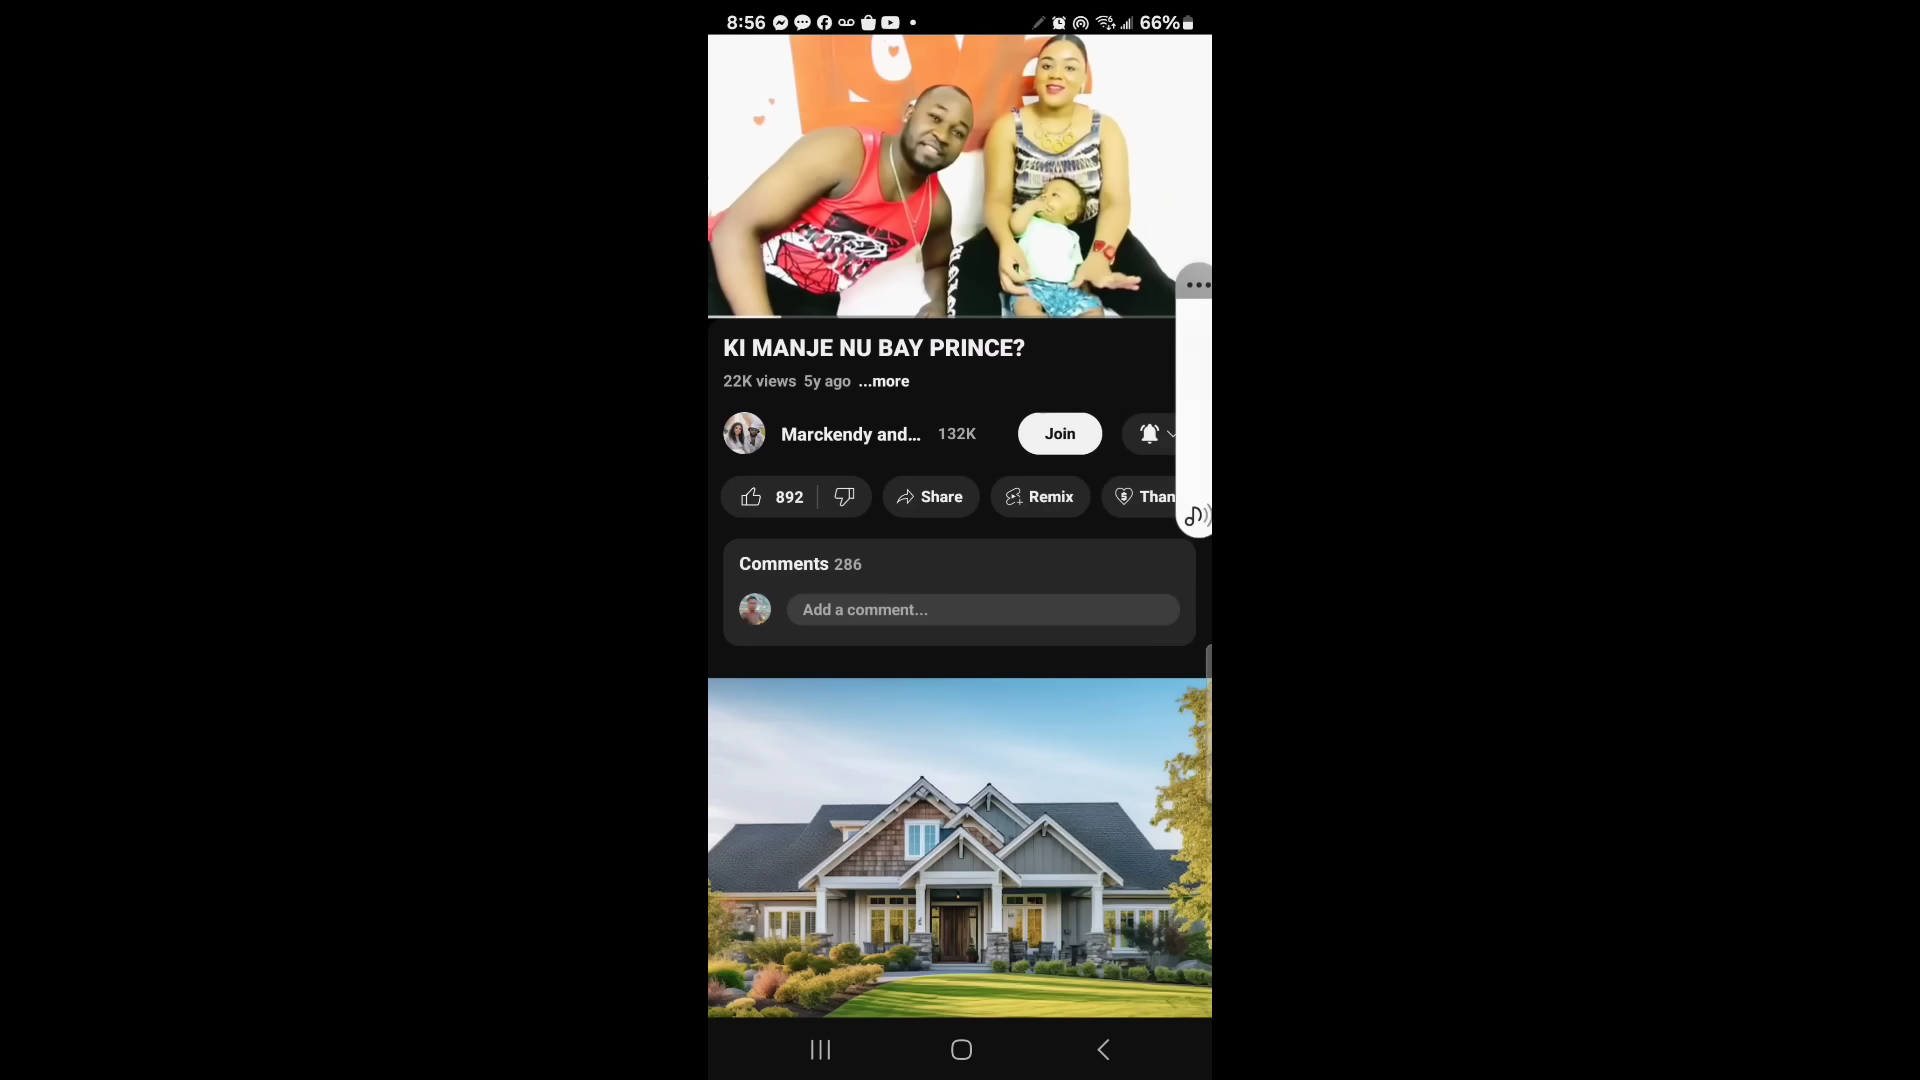 8:56
66%
KI MANJE NU BAY PRINCE?
22K views 5y ago ...more
Marckendy and... 132K
Join
892
Share
Remix
Than
Comments 286
Add a comment...